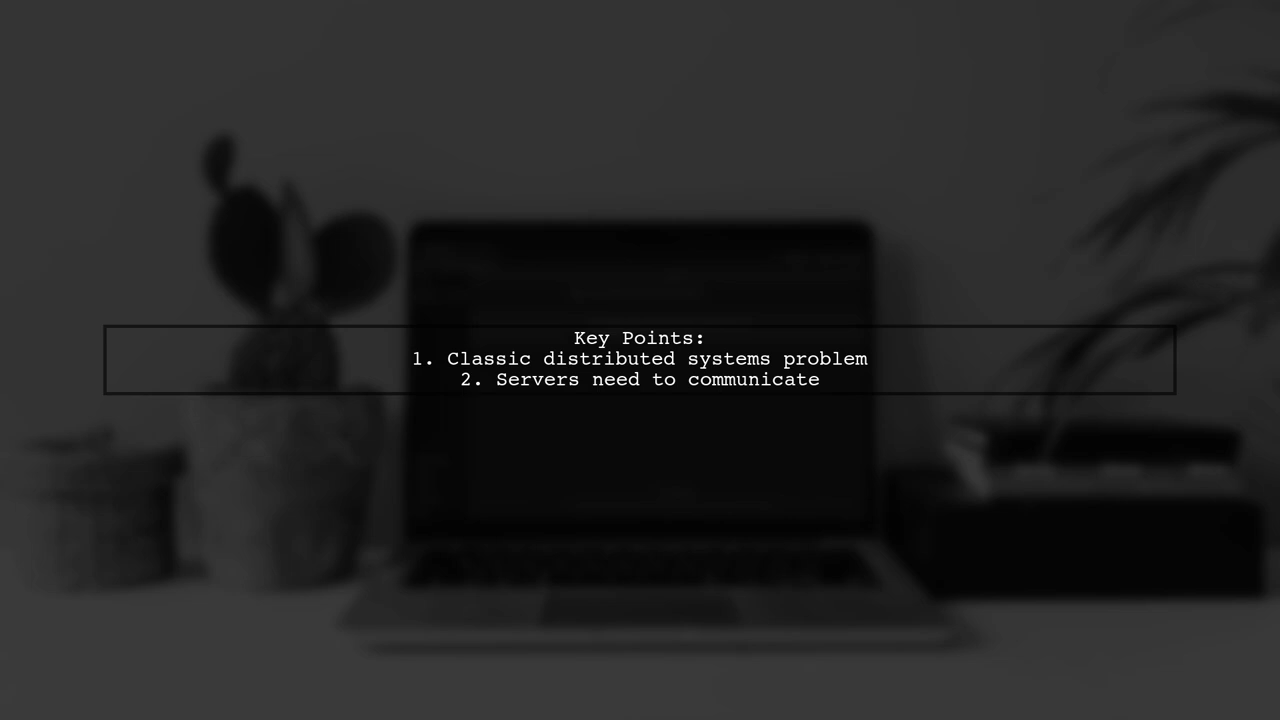 Key Points:
1. Classic distributed systems problem
2. Servers need to communicate